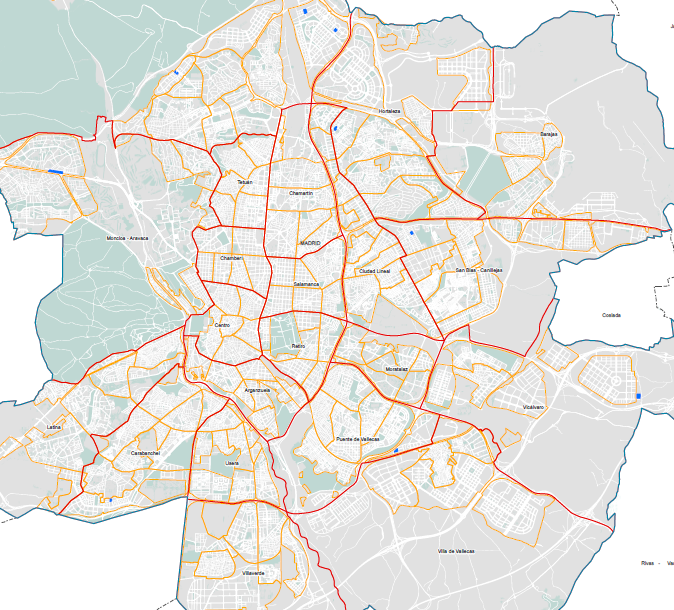 Hortaleza
Barajas
Tetuán
Chamartín
Moncloa - Aravaca
MADRID
Chamberí
Ciudad Lineal
San Blas - Canillejas
Salamanca
Coslada
Centro
Retiro
Moratalaz
Arganzuela
Vicálvaro
Latina
Puente de Vallecas
Carabanchel
Usera
Villa de Vallecas
Rivas -
Villaverde